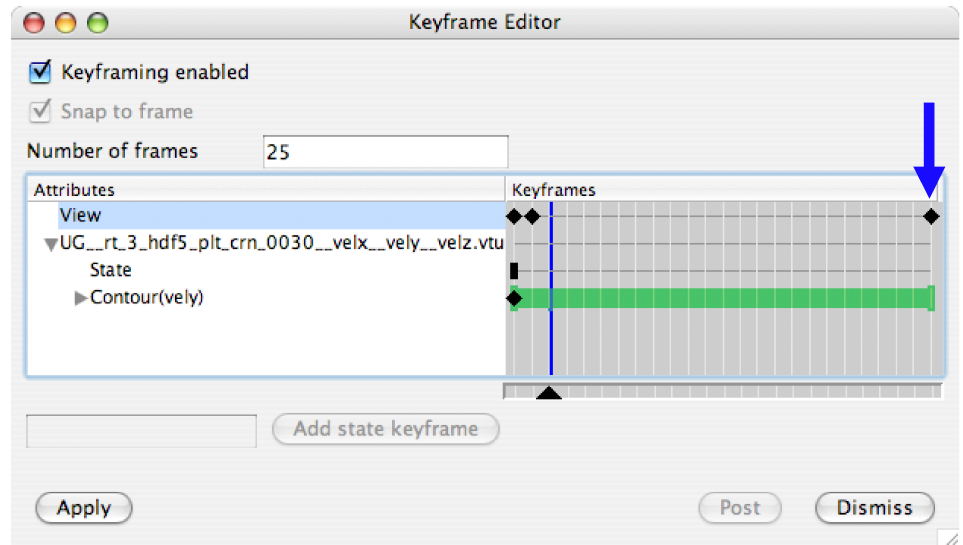 Keyframe Editor
Keyframing enabled
Snap to frame
Number of frames 25
Attributes Keyframes
View
UG__rt_3_hdf5_plt_crn_0030__velx__vely__velz.vtu
State
Contour(vely)
Add state keyframe
Apply Post Dismiss